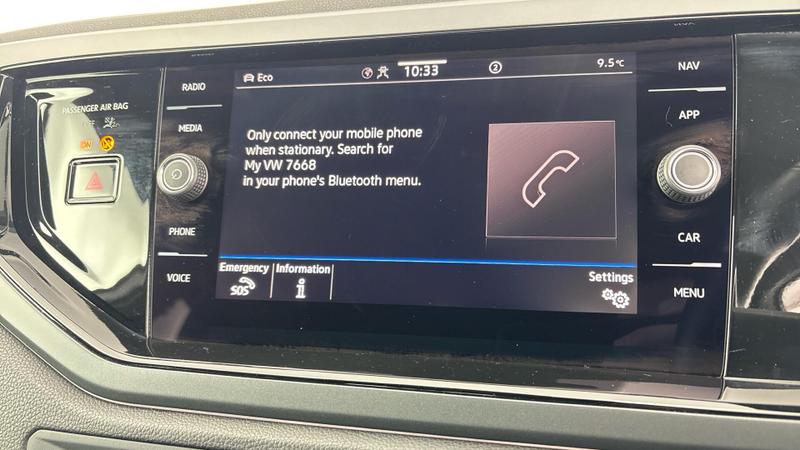 PASSENGER AIR BAG
OFF
ON
RADIO
MEDIA
PHONE
VOICE
Eco
10:33
2
9.5°C
Only connect your mobile phone
when stationary. Search for
My VW 7668
in your phone's Bluetooth menu.
Emergency
SOS
Information
i
Settings
NAV
APP
CAR
MENU